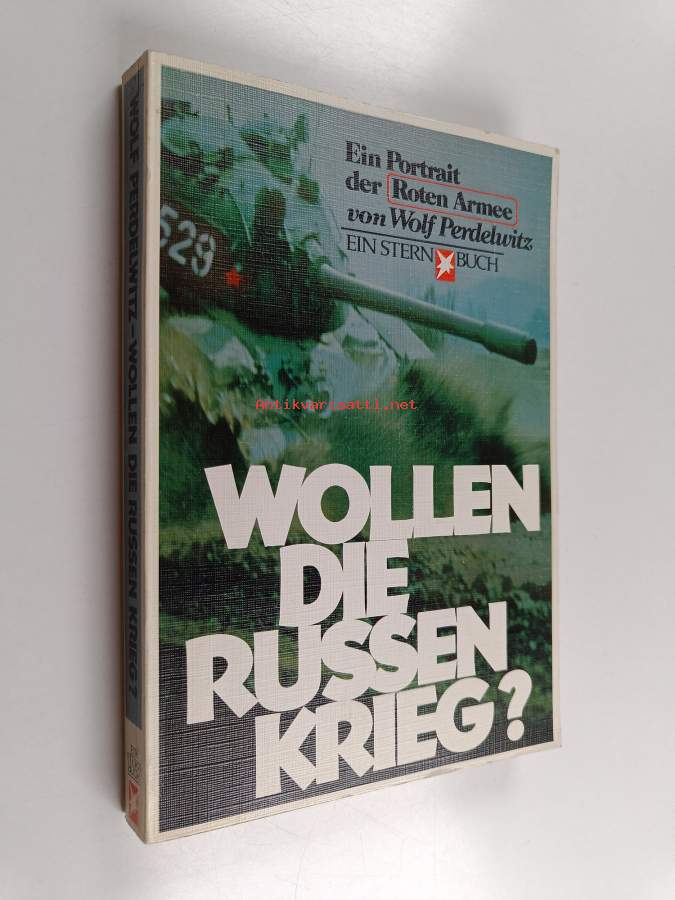 WOLF PERDELWITZ – WOLLEN DIE RUSSEN KRIEG?
Ein Portrait
der Roten Armee
von Wolf Perdelwitz
EIN STERN BUCH
529
Antikvariaatti.net
WOLLEN
DIE
RUSSEN
KRIEG?